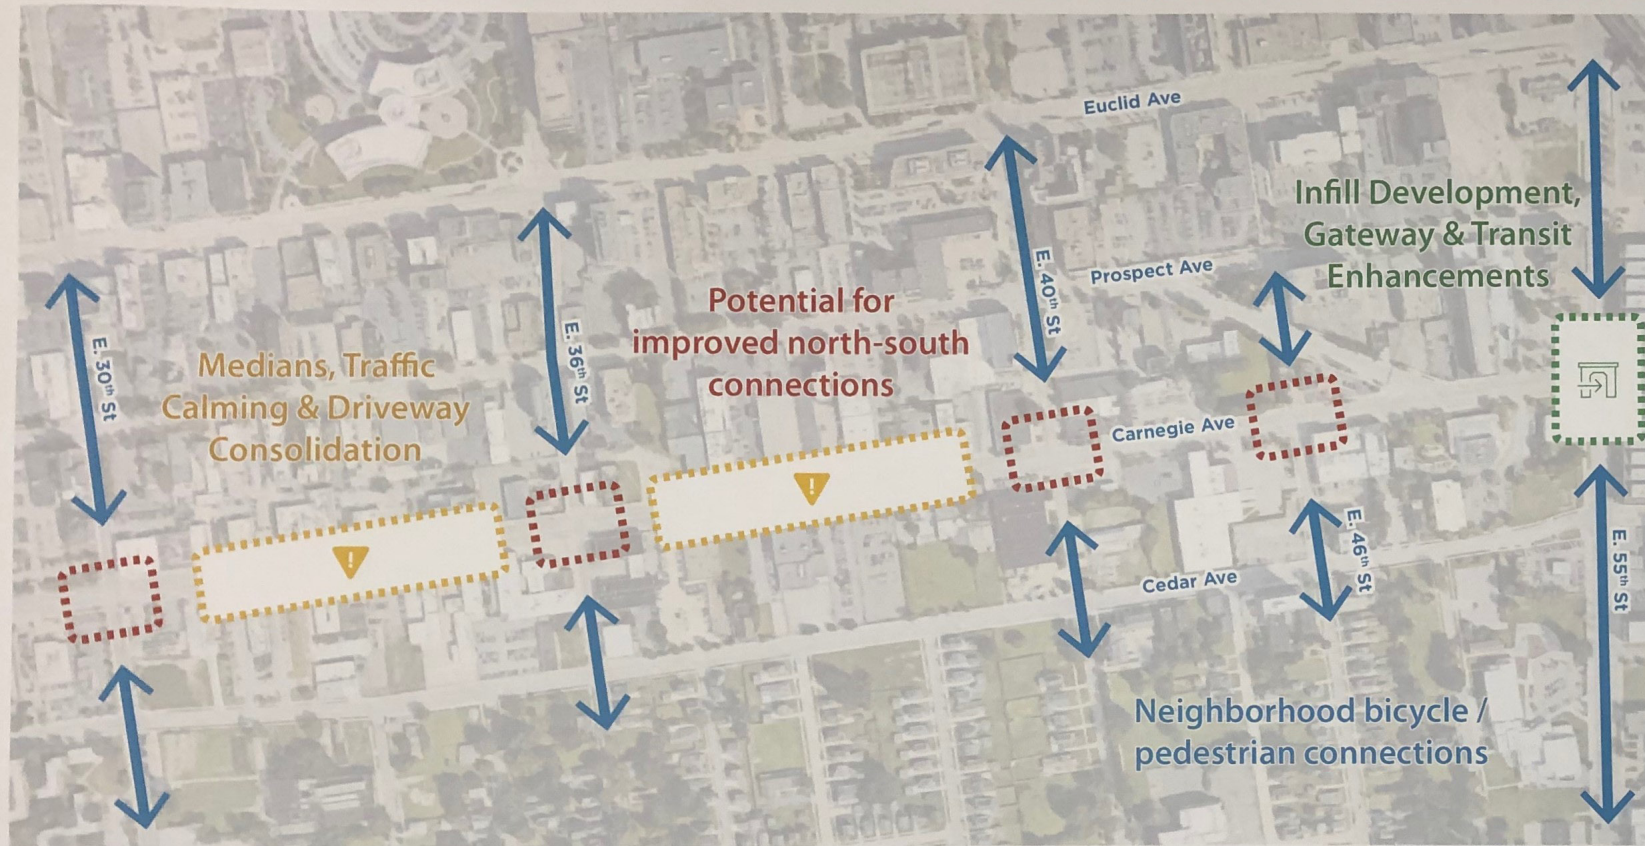 Euclid Ave
Infill Development,
Gateway & Transit
Enhancements
Prospect Ave
E. 40th St
Potential for
improved north-south
connections
E. 36th St
E. 30th St
Medians, Traffic
Calming & Driveway
Consolidation
Carnegie Ave
!
!
E. 46th St
E. 55th St
Cedar Ave
Neighborhood bicycle /
pedestrian connections